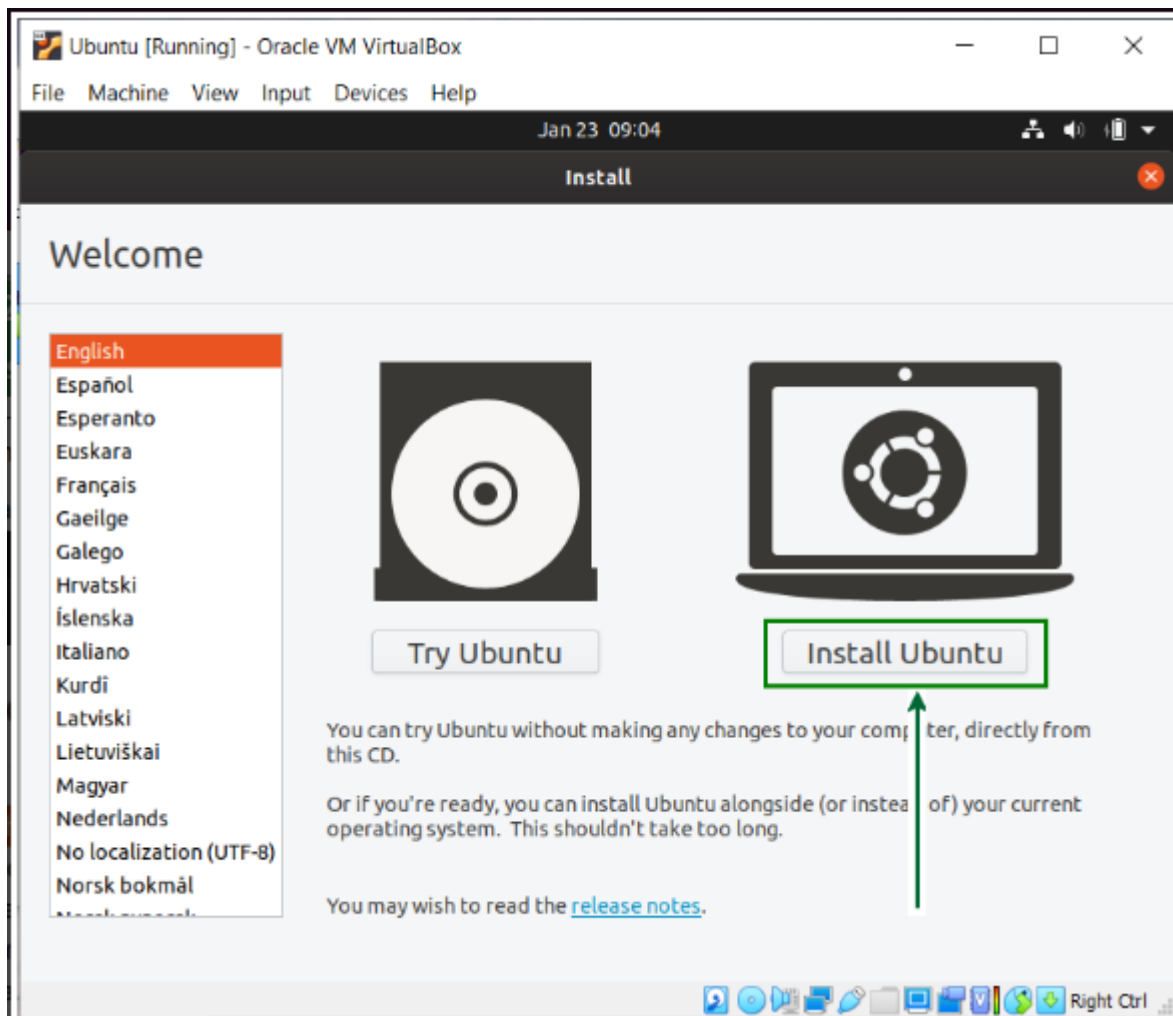 Ubuntu [Running] - Oracle VM VirtualBox
File Machine View Input Devices Help
Jan 23 09:04
Install
Welcome
English
Español
Esperanto
Euskara
Français
Gaeilge
Galego
Hrvatski
Íslenska
Italiano
Kurdî
Latviski
Lietuviškai
Magyar
Nederlands
No localization (UTF-8)
Norsk bokmål
Try Ubuntu
Install Ubuntu
You can try Ubuntu without making any changes to your computer, directly from
this CD.
Or if you're ready, you can install Ubuntu alongside (or instead of) your current
operating system. This shouldn't take too long.
You may wish to read the release notes.
Right Ctrl